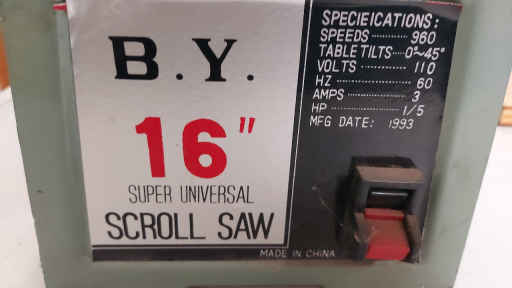 B.Y.
16"
SUPER UNIVERSAL
SCROLL SAW
SPECIEICATIONS:
SPEEDS ............ 960
TABLE TILTS ..... 0°~45°
VOLTS ............ 110
HZ ..................... 60
AMPS .................. 3
HP ..................... 1/5
MFG DATE: 1993
MADE IN CHINA